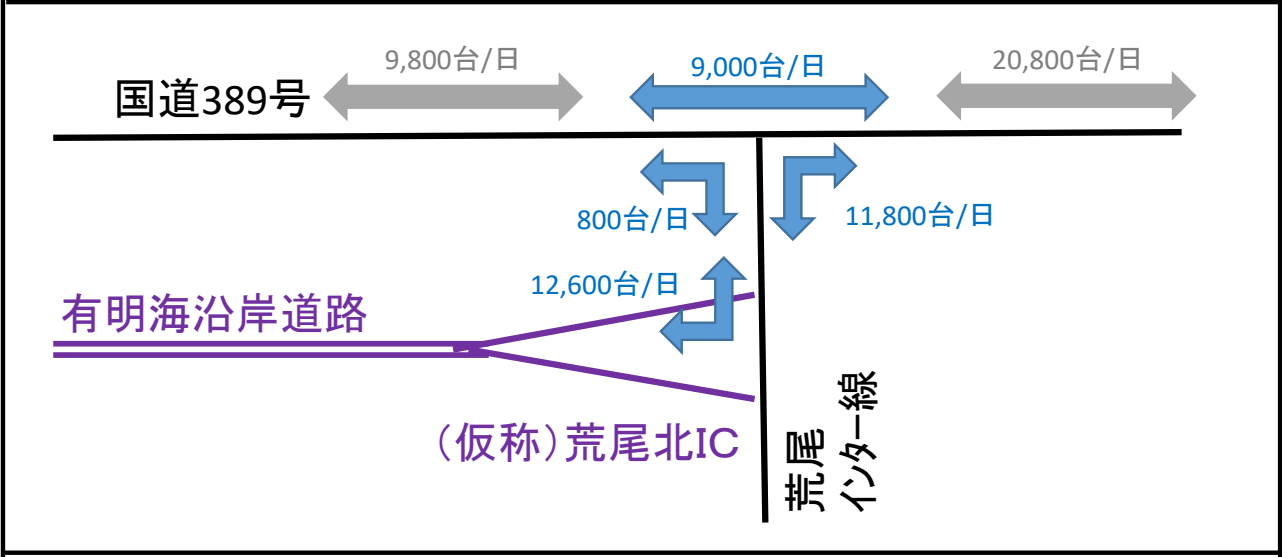 9,800台/日
9,000台/日
20,800台/日
国道389号
800台/日
11,800台/日
12,600台/日
有明海沿岸道路
（仮称）荒尾北IC
荒尾
インター線